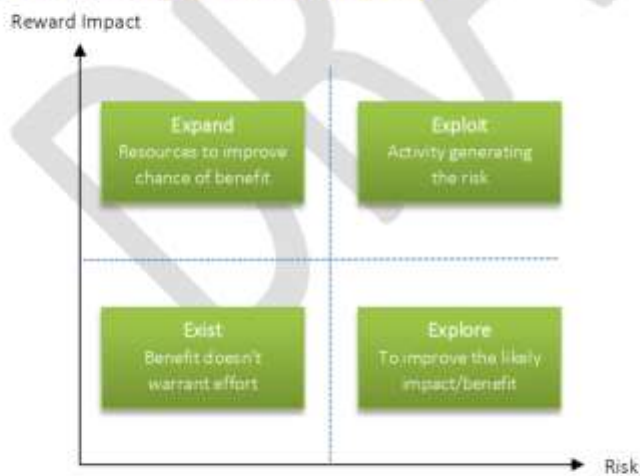 Reward Impact
Expand
Resources to improve
chance of benefit
Exploit
Activity generating
the risk
Exist
Benefit doesn't
warrant effort
Explore
To improve the likely
impact/benefit
Risk